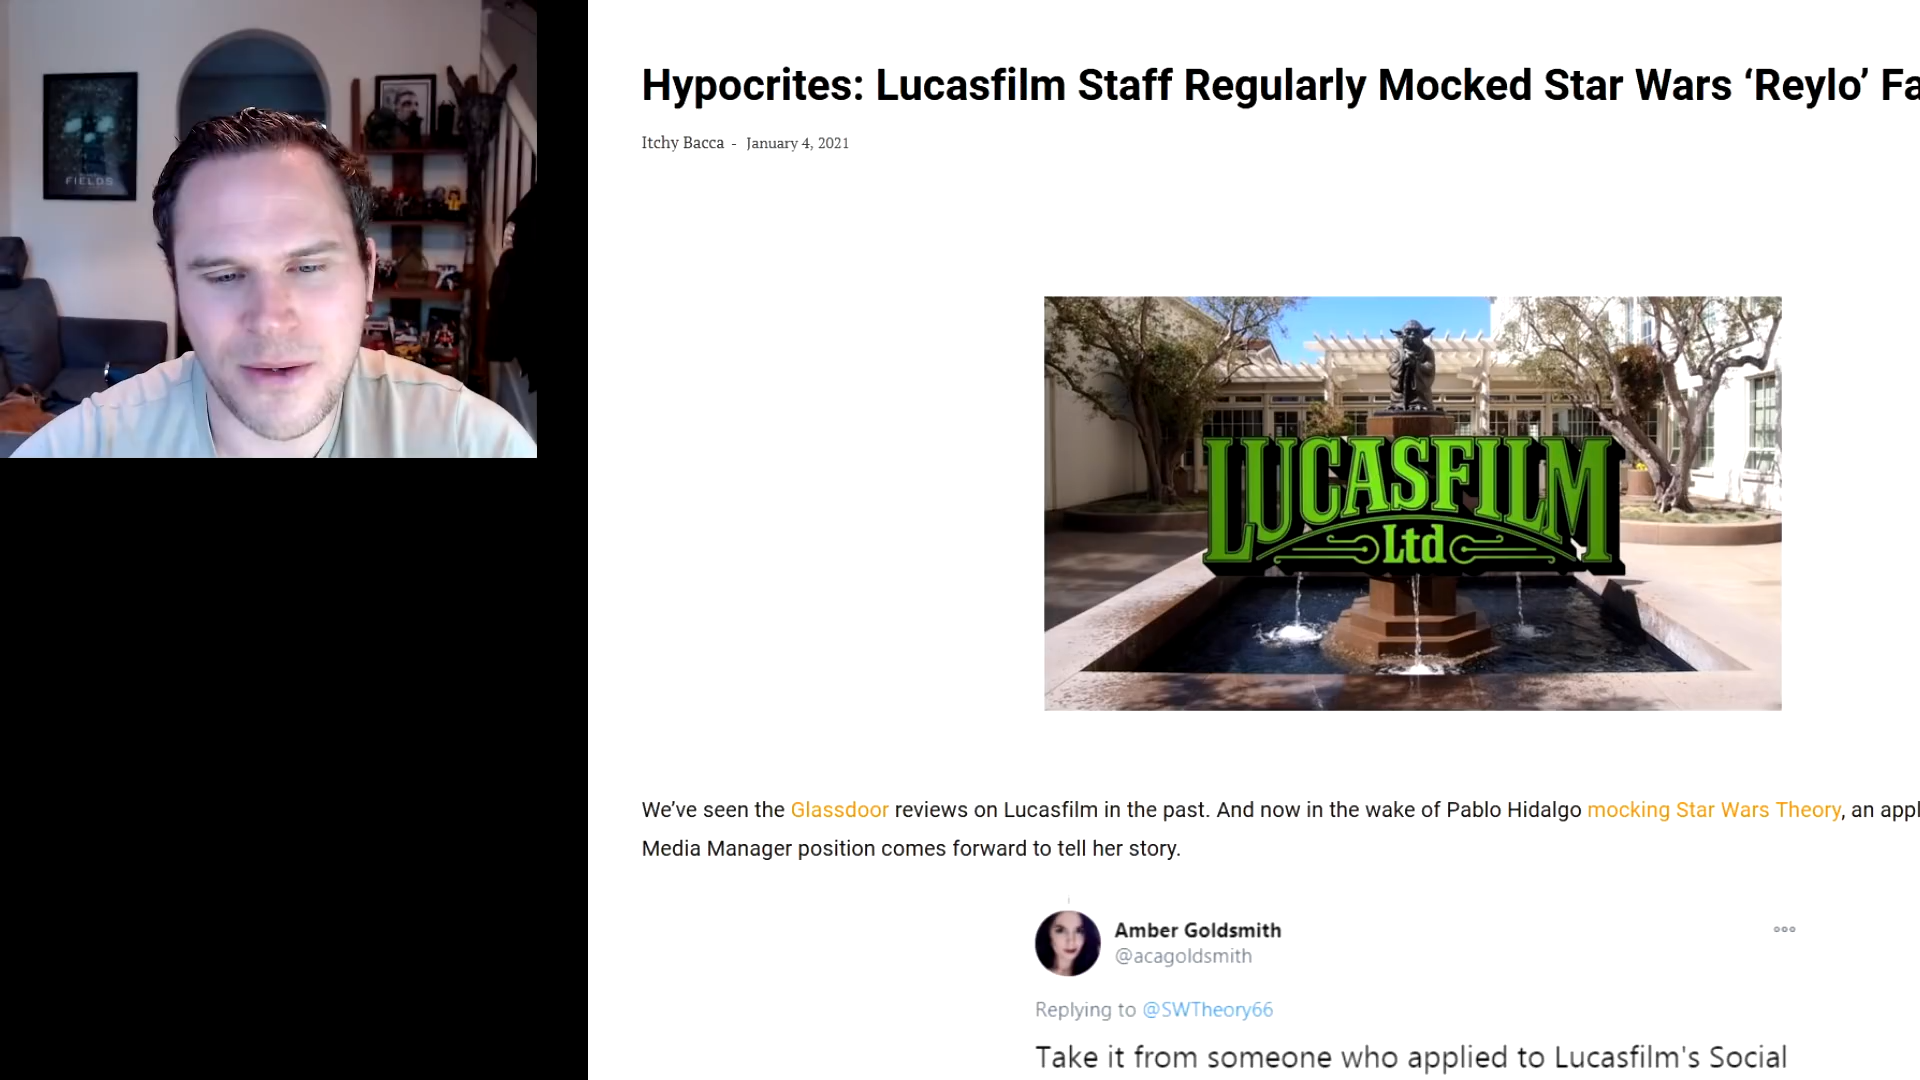 FIELDS
Hypocrites: Lucasfilm Staff Regularly Mocked Star Wars ‘Reylo’ Fa
Itchy Bacca - January 4, 2021
LUCASFILM
Ltd
We’ve seen the Glassdoor reviews on Lucasfilm in the past. And now in the wake of Pablo Hidalgo mocking Star Wars Theory, an appl
Media Manager position comes forward to tell her story.
Amber Goldsmith
@acagoldsmith
Replying to @SWTheory66
Take it from someone who applied to Lucasfilm's Social